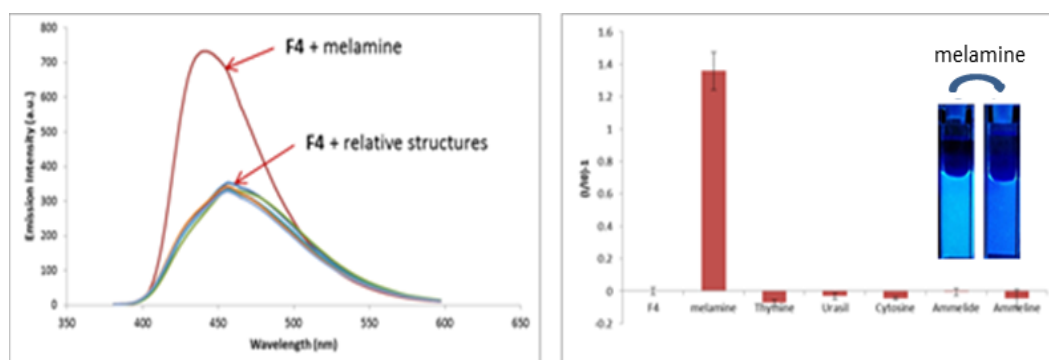 800
700
600
500
400
300
200
100
0
350
400
450
500
550
600
650
Emission Intensity (a.u.)
Wavelength (nm)
F4 + melamine
F4 + relative structures
1.6
1.4
1.2
1
0.8
0.6
0.4
0.2
0
-0.2
(I/I0)-1
F4
melamine
Thymine
Urasil
Cytosine
Ammelide
Ammeline
melamine